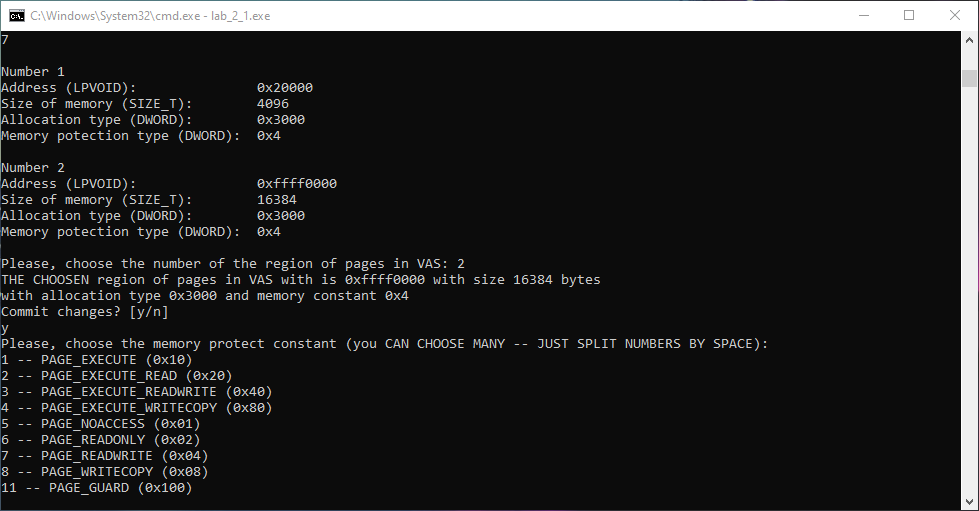 C:\Windows\System32\cmd.exe - lab_2_1.exe
7
Number 1
Address (LPVOID): 0x20000
Size of memory (SIZE_T): 4096
Allocation type (DWORD): 0x3000
Memory potection type (DWORD): 0x4
Number 2
Address (LPVOID): 0xffff0000
Size of memory (SIZE_T): 16384
Allocation type (DWORD): 0x3000
Memory potection type (DWORD): 0x4
Please, choose the number of the region of pages in VAS: 2
THE CHOOSEN region of pages in VAS with is 0xffff0000 with size 16384 bytes
with allocation type 0x3000 and memory constant 0x4
Commit changes? [y/n]
y
Please, choose the memory protect constant (you CAN CHOOSE MANY -- JUST SPLIT NUMBERS BY SPACE):
1 -- PAGE_EXECUTE (0x10)
2 -- PAGE_EXECUTE_READ (0x20)
3 -- PAGE_EXECUTE_READWRITE (0x40)
4 -- PAGE_EXECUTE_WRITECOPY (0x80)
5 -- PAGE_NOACCESS (0x01)
6 -- PAGE_READONLY (0x02)
7 -- PAGE_READWRITE (0x04)
8 -- PAGE_WRITECOPY (0x08)
11 -- PAGE_GUARD (0x100)